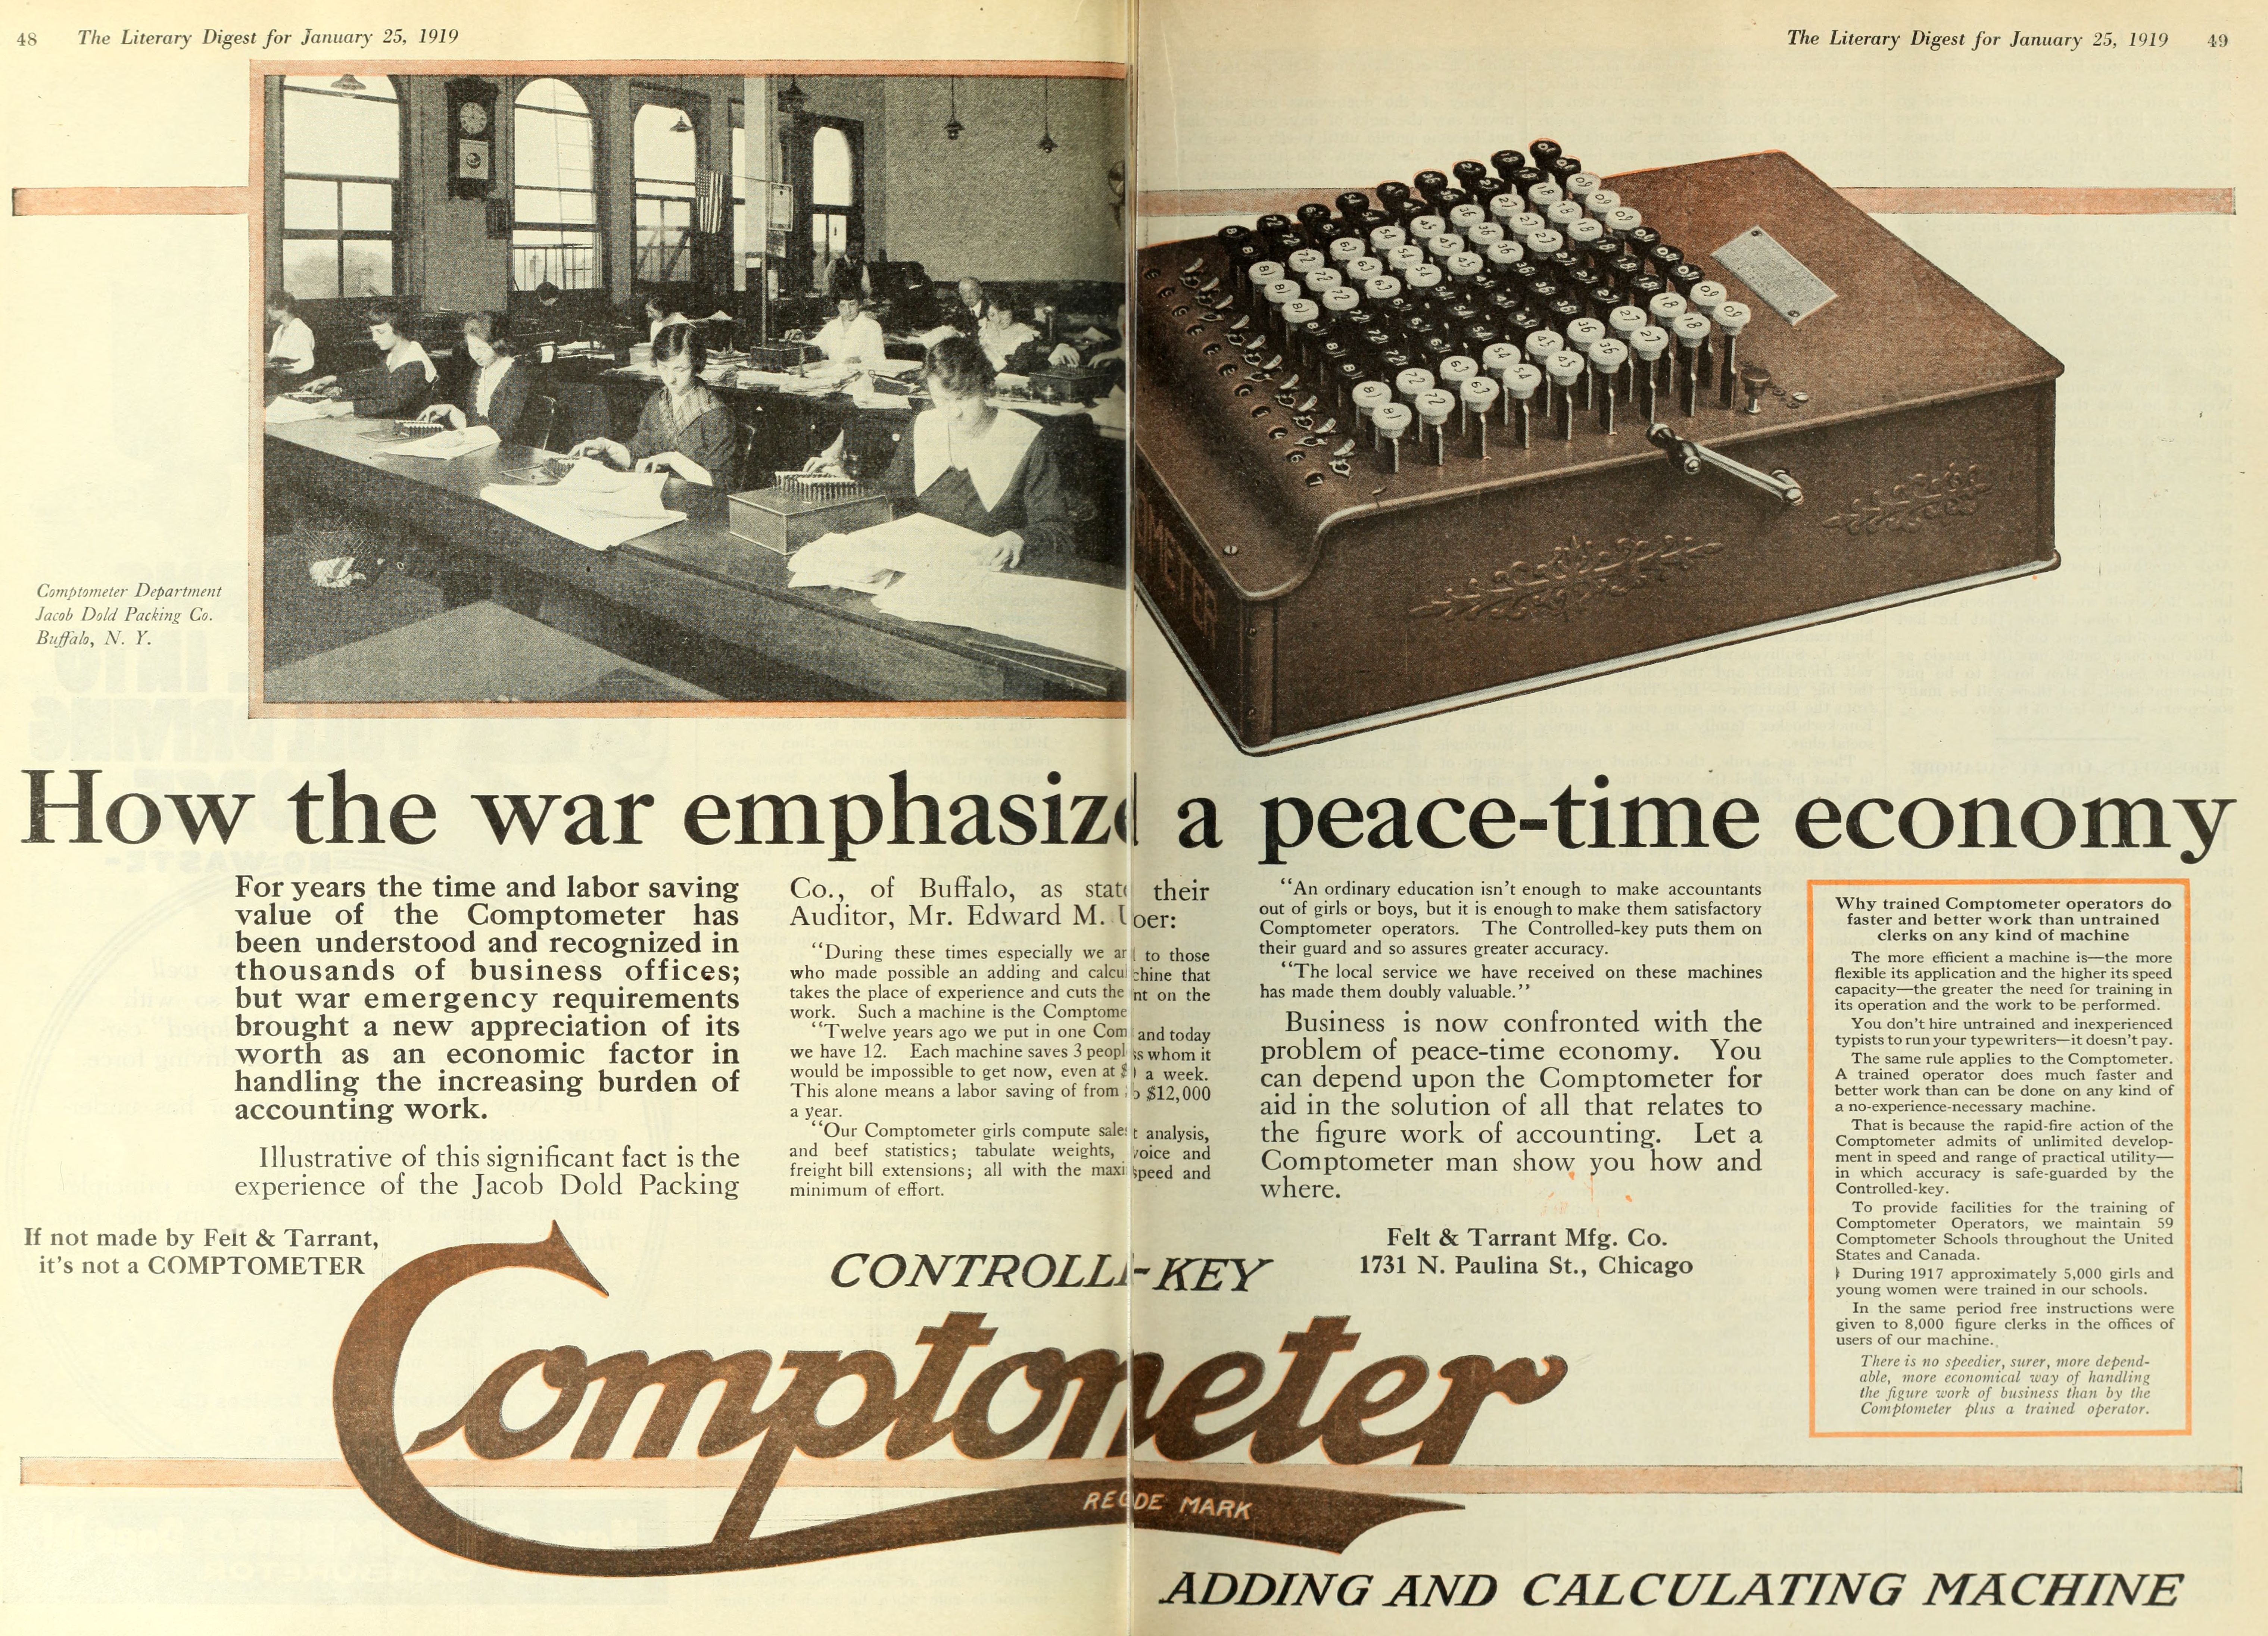 48 The Literary Digest for January 25, 1919
The Literary Digest for January 25, 1919 49
Comptometer Department
Jacob Dold Packing Co.
Buffalo, N. Y.
How the war emphasize a peace-time economy
For years the time and labor saving
value of the Comptometer has
been understood and recognized in
thousands of business offices;
but war emergency requirements
brought a new appreciation of its
worth as an economic factor in
handling the increasing burden of
accounting work.
Illustrative of this significant fact is the
experience of the Jacob Dold Packing
Co., of Buffalo, as their
Auditor, Mr. Edward M.
"During these times especially we to those
who made possible an adding and that
takes the place of experience and cuts the on the
work. Such a machine is the
"Twelve years ago we put in one and today
we have 12. Each machine saves 3 whom it
would be impossible to get now, even at a week.
This alone means a labor saving of from $12,000
a year.
"Our Comptometer girls compute analysis,
and beef statistics; tabulate weights, and
freight bill extensions; all with the speed and
minimum of effort.
"An ordinary education isn't enough to make accountants
out of girls or boys, but it is enough to make them satisfactory
Comptometer operators. The Controlled-key puts them on
their guard and so assures greater accuracy.
"The local service we have received on these machines
has made them doubly valuable."
Business is now confronted with the
problem of peace-time economy. You
can depend upon the Comptometer for
aid in the solution of all that relates to
the figure work of accounting. Let a
Comptometer man show you how and
where.
Felt & Tarrant Mfg. Co.
1731 N. Paulina St., Chicago
Why trained Comptometer operators do
faster and better work than untrained
clerks on any kind of machine
The more efficient a machine is—the more
flexible its application and the higher its speed
capacity—the greater the need for training in
its operation and the work to be performed.
You don't hire untrained and inexperienced
typists to run your typewriters—it doesn't pay.
The same rule applies to the Comptometer.
A trained operator does much faster and
better work than can be done on any kind of
a no-experience-necessary machine.
That is because the rapid-fire action of the
Comptometer admits of unlimited develop-
ment in speed and range of practical utility—
in which accuracy is safe-guarded by the
Controlled-key.
To provide facilities for the training of
Comptometer Operators, we maintain 59
Comptometer Schools throughout the United
States and Canada.
During 1917 approximately 5,000 girls and
young women were trained in our schools.
In the same period free instructions were
given to 8,000 figure clerks in the offices of
users of our machine.
There is no speedier, surer, more depend-
able, more economical way of handling
the figure work of business than by the
Comptometer plus a trained operator.
If not made by Felt & Tarrant,
it's not a COMPTOMETER
CONTROLL-KEY
Comptometer
REG DE MARK
ADDING AND CALCULATING MACHINE